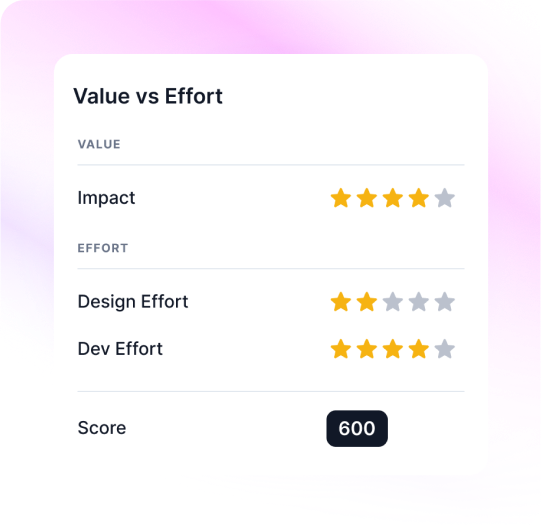 Value vs Effort
VALUE
Impact
EFFORT
Design Effort
Dev Effort
Score 600